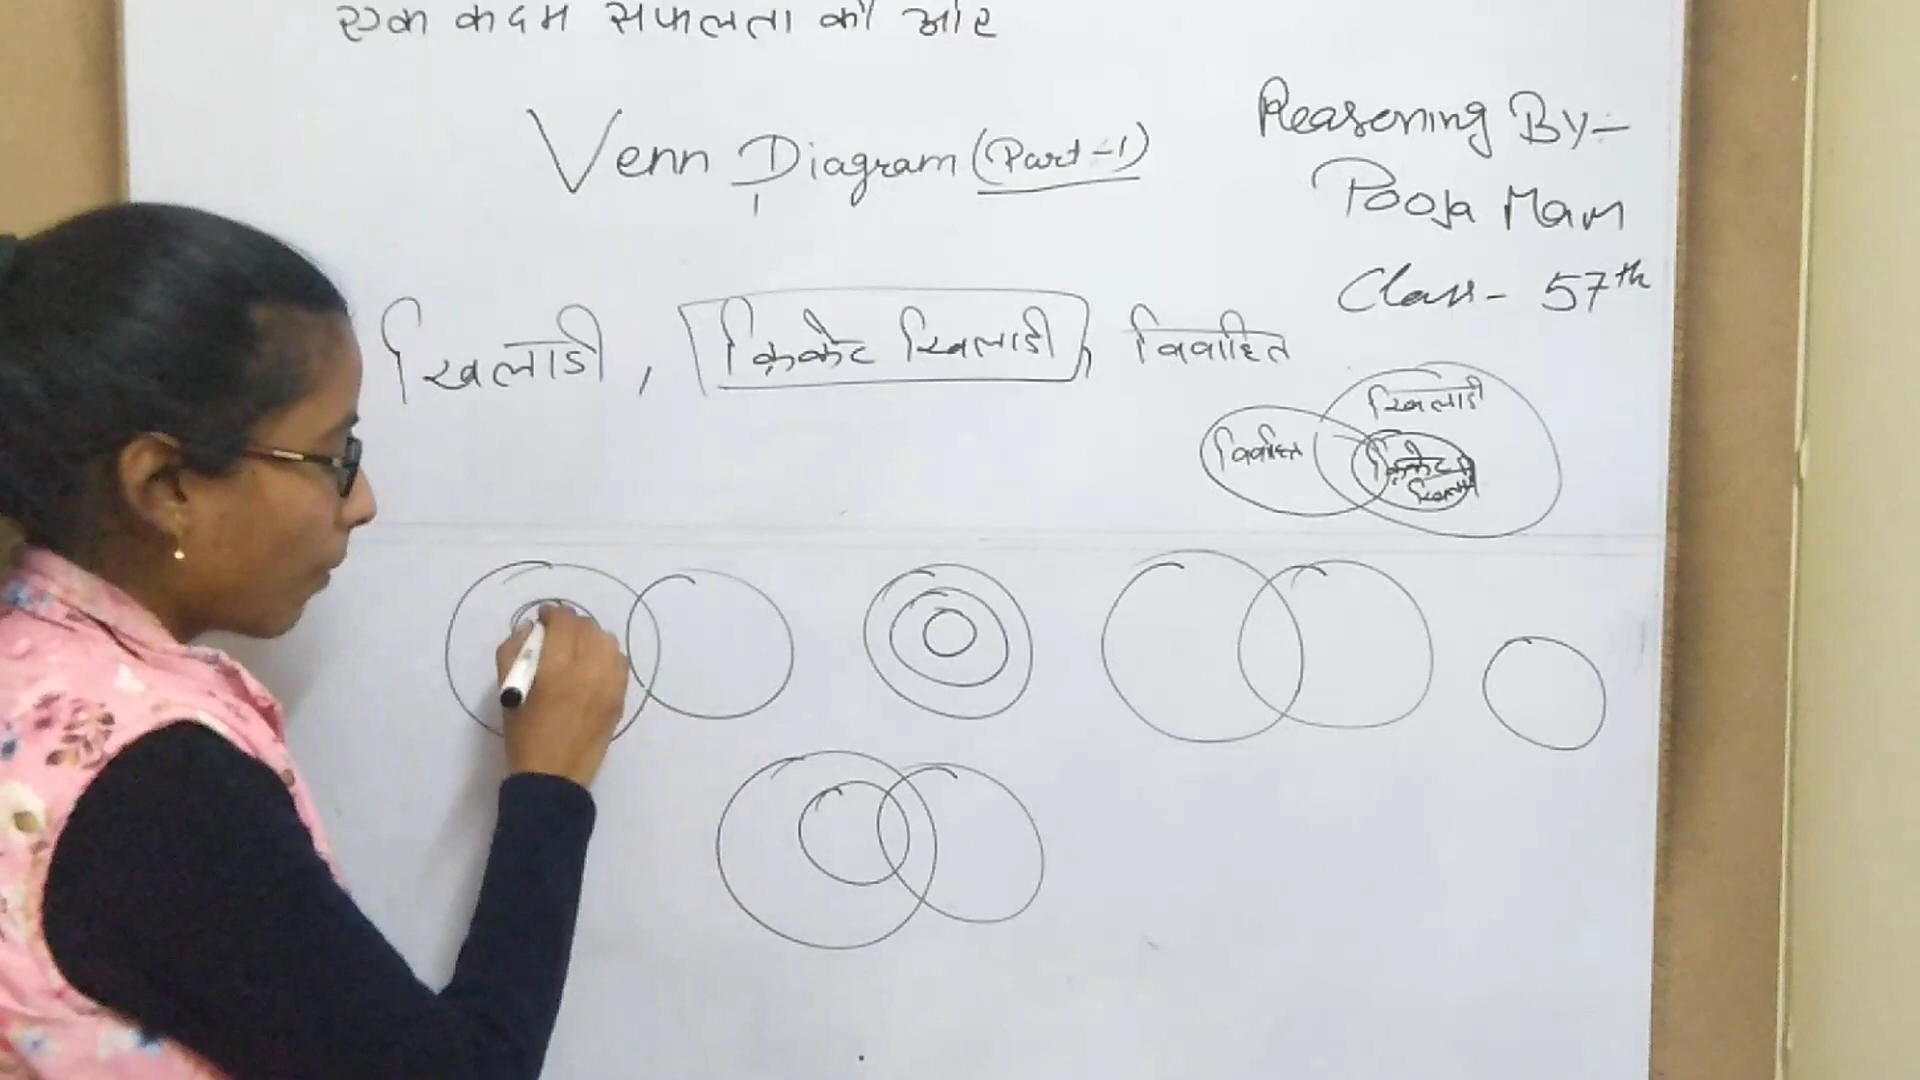 एक कदम सफलता की ओर
Venn Diagram (Part-1)
Reasoning By-
Pooja Mam
Class- 57th
खिलाडी, क्रिकेट खिलाडी, विवाहित
खिलाडी
विवाहित
क्रिकेट